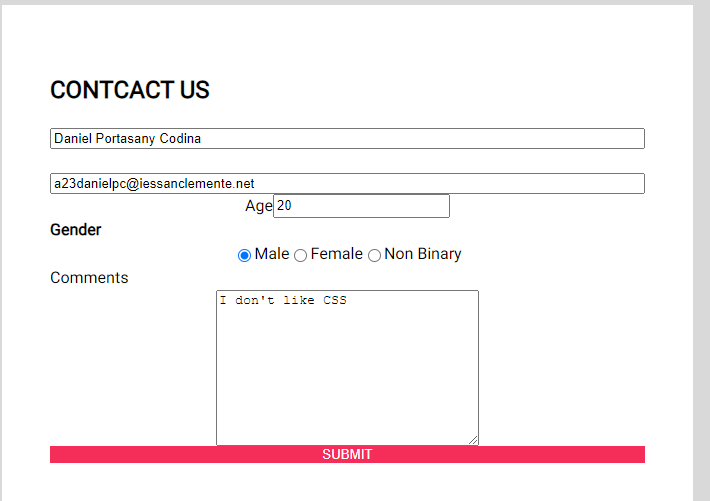 CONTCACT US
Daniel Portasany Codina
a23danielpc@iessanclemente.net
Age 20
Gender
Male Female Non Binary
Comments
I don't like CSS
SUBMIT